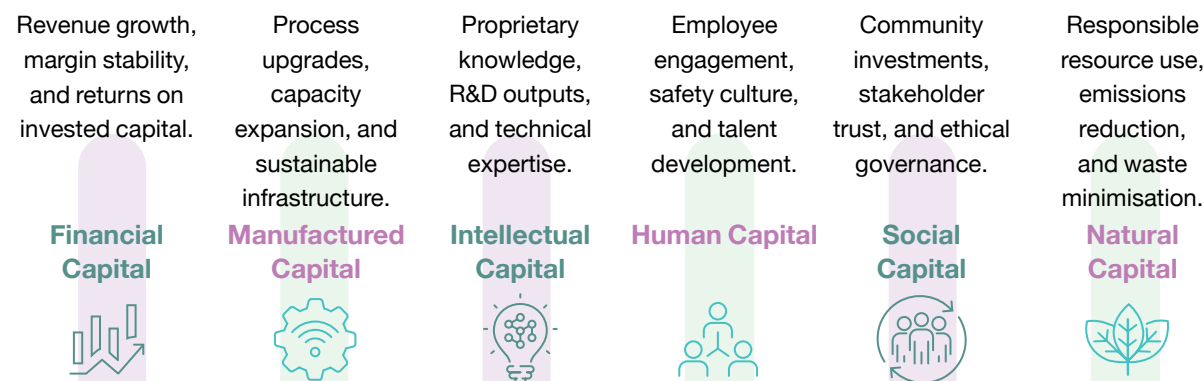 Revenue growth,
margin stability,
and returns on
invested capital.
Financial
Capital
Process
upgrades,
capacity
expansion, and
sustainable
infrastructure.
Manufactured
Capital
Proprietary
knowledge,
R&D outputs,
and technical
expertise.
Intellectual
Capital
Employee
engagement,
safety culture,
and talent
development.
Human Capital
Community
investments,
stakeholder
trust, and ethical
governance.
Social
Capital
Responsible
resource use,
emissions
reduction,
and waste
minimisation.
Natural
Capital